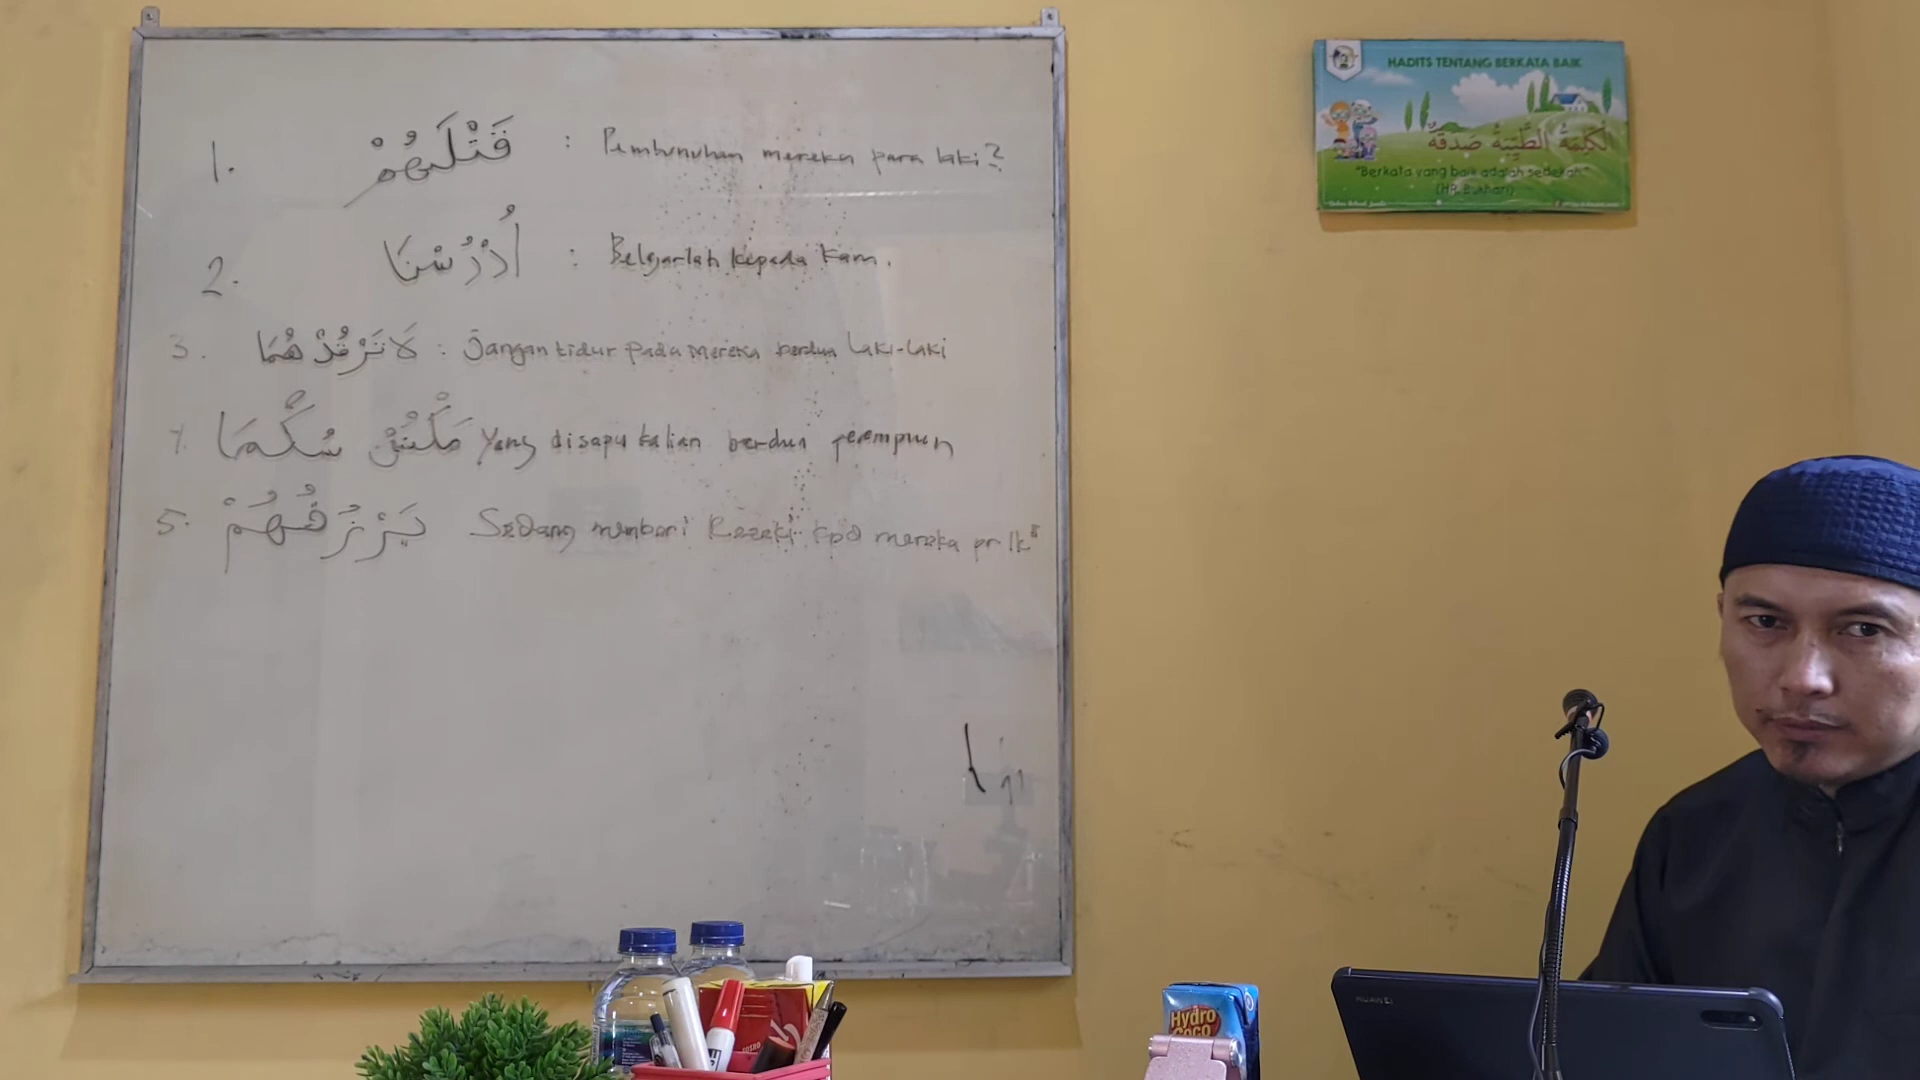 1. قَتْلَهُمْ : Pembunuhan mereka para laki2
2. أُدْرُسْنَا : Belajarlah kepada kam.
3. لَا تَرْقُدْ هُمَا : Jangan tidur pada mereka berdua Laki-Laki
4. مَكْنُسْ سُكُمَا Yang disapu kalian berdua perempuan
5. يَرْزُقُهُمْ Sedang memberi Rezeki kpd mereka pr lk²
HADITS TENTANG BERKATA BAIK
الْكَلِمَةُ الطَّيِّبَةُ صَدَقَةٌ
"Berkata yang baik adalah sedekah"
(HR. Bukhari)
HUAWEI
Hydro
Coco